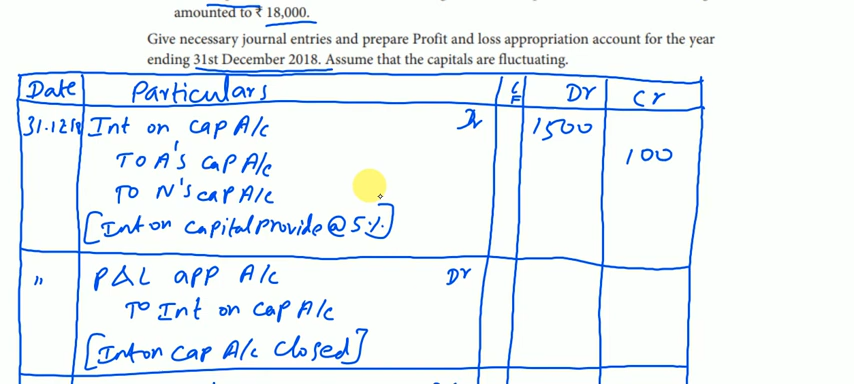 amounted to ₹ 18,000.
Give necessary journal entries and prepare Profit and loss appropriation account for the year
ending 31st December 2018. Assume that the capitals are fluctuating.
Date Particulars L/F Dr Cr
31.12.18 Int on cap A/c Dr 1500
To A's cap A/c 100
To N's cap A/c
[Int on capital provide @ 5%]
" P&L app A/c Dr
To Int on cap A/c
[Int on cap A/c closed]